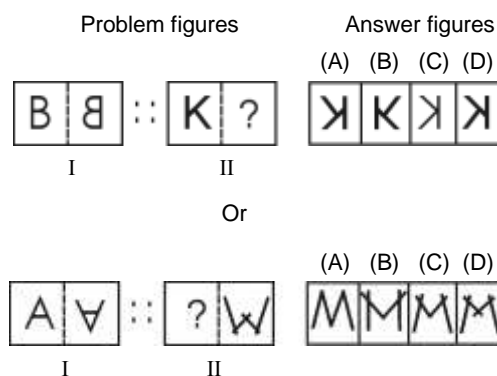 Problem figures Answer figures
(A) (B) (C) (D)
B ᗺ :: K ?
I II
Or
(A) (B) (C) (D)
A ∀ :: ?
I II